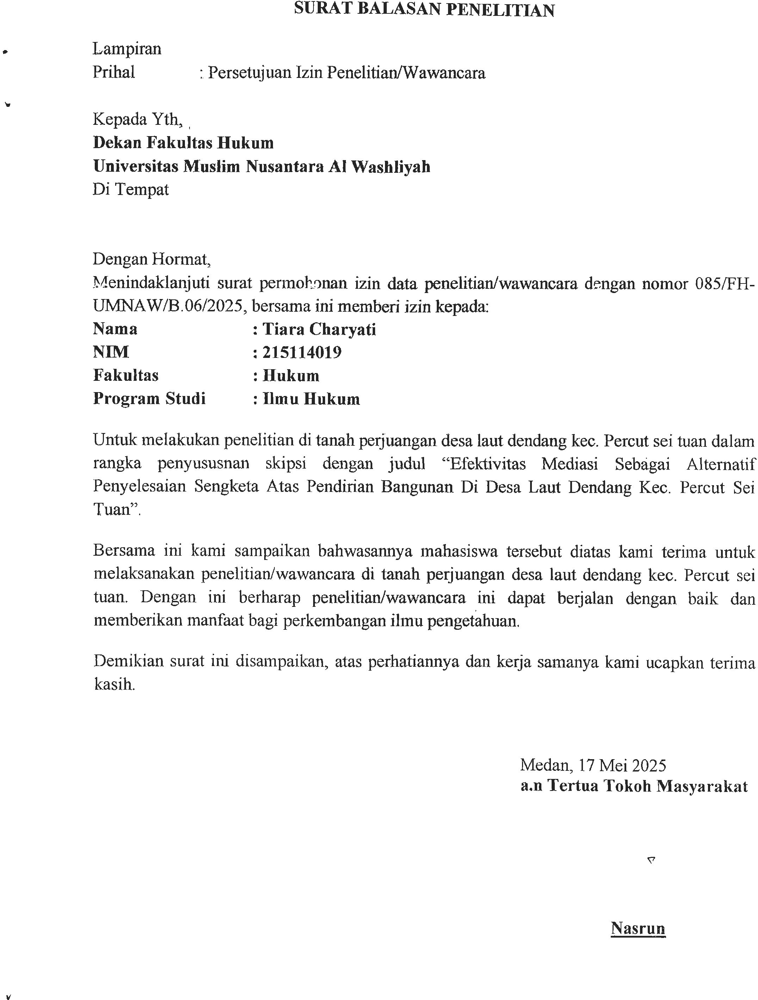 SURAT BALASAN PENELITIAN
Lampiran
Prihal : Persetujuan Izin Penelitian/Wawancara
Kepada Yth,
Dekan Fakultas Hukum
Universitas Muslim Nusantara Al Washliyah
Di Tempat
Dengan Hormat,
Menindaklanjuti surat permohonan izin data penelitian/wawancara dengan nomor 085/FH-
UMNAW/B.06/2025, bersama ini memberi izin kepada:
Nama : Tiara Charyati
NIM : 215114019
Fakultas : Hukum
Program Studi : Ilmu Hukum
Untuk melakukan penelitian di tanah perjuangan desa laut dendang kec. Percut sei tuan dalam
rangka penyususnan skipsi dengan judul “Efektivitas Mediasi Sebagai Alternatif
Penyelesaian Sengketa Atas Pendirian Bangunan Di Desa Laut Dendang Kec. Percut Sei
Tuan”.
Bersama ini kami sampaikan bahwasannya mahasiswa tersebut diatas kami terima untuk
melaksanakan penelitian/wawancara di tanah perjuangan desa laut dendang kec. Percut sei
tuan. Dengan ini berharap penelitian/wawancara ini dapat berjalan dengan baik dan
memberikan manfaat bagi perkembangan ilmu pengetahuan.
Demikian surat ini disampaikan, atas perhatiannya dan kerja samanya kami ucapkan terima
kasih.
Medan, 17 Mei 2025
a.n Tertua Tokoh Masyarakat
Nasrun